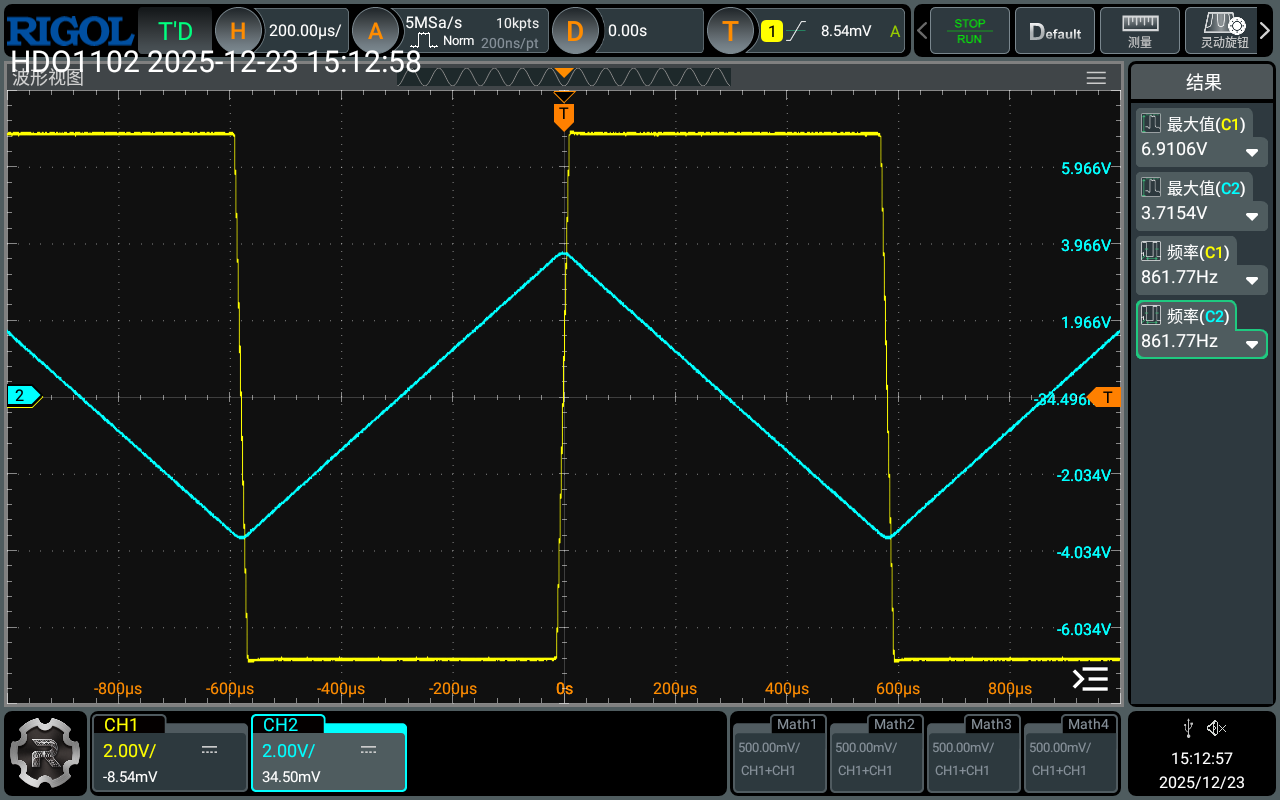 RIGOL T'D H 200.00μs/ A 5MSa/s 10kpts Norm 200ns/pt D 0.00s T 1 8.54mV A STOP RUN Default 测量 灵动旋钮
HDO1102 2025-12-23 15:12:58
波形视图
结果
T
最大值(C1)
6.9106V
5.966V
最大值(C2)
3.7154V
3.966V
频率(C1)
861.77Hz
频率(C2)
1.966V
861.77Hz
2
-34.496
T
-2.034V
-4.034V
-6.034V
-800μs -600μs -400μs -200μs 0s 200μs 400μs 600μs 800μs
CH1 CH2 Math1 Math2 Math3 Math4
2.00V/ 2.00V/ 500.00mV/ 500.00mV/ 500.00mV/ 500.00mV/
-8.54mV 34.50mV CH1+CH1 CH1+CH1 CH1+CH1 CH1+CH1
R
15:12:57
2025/12/23